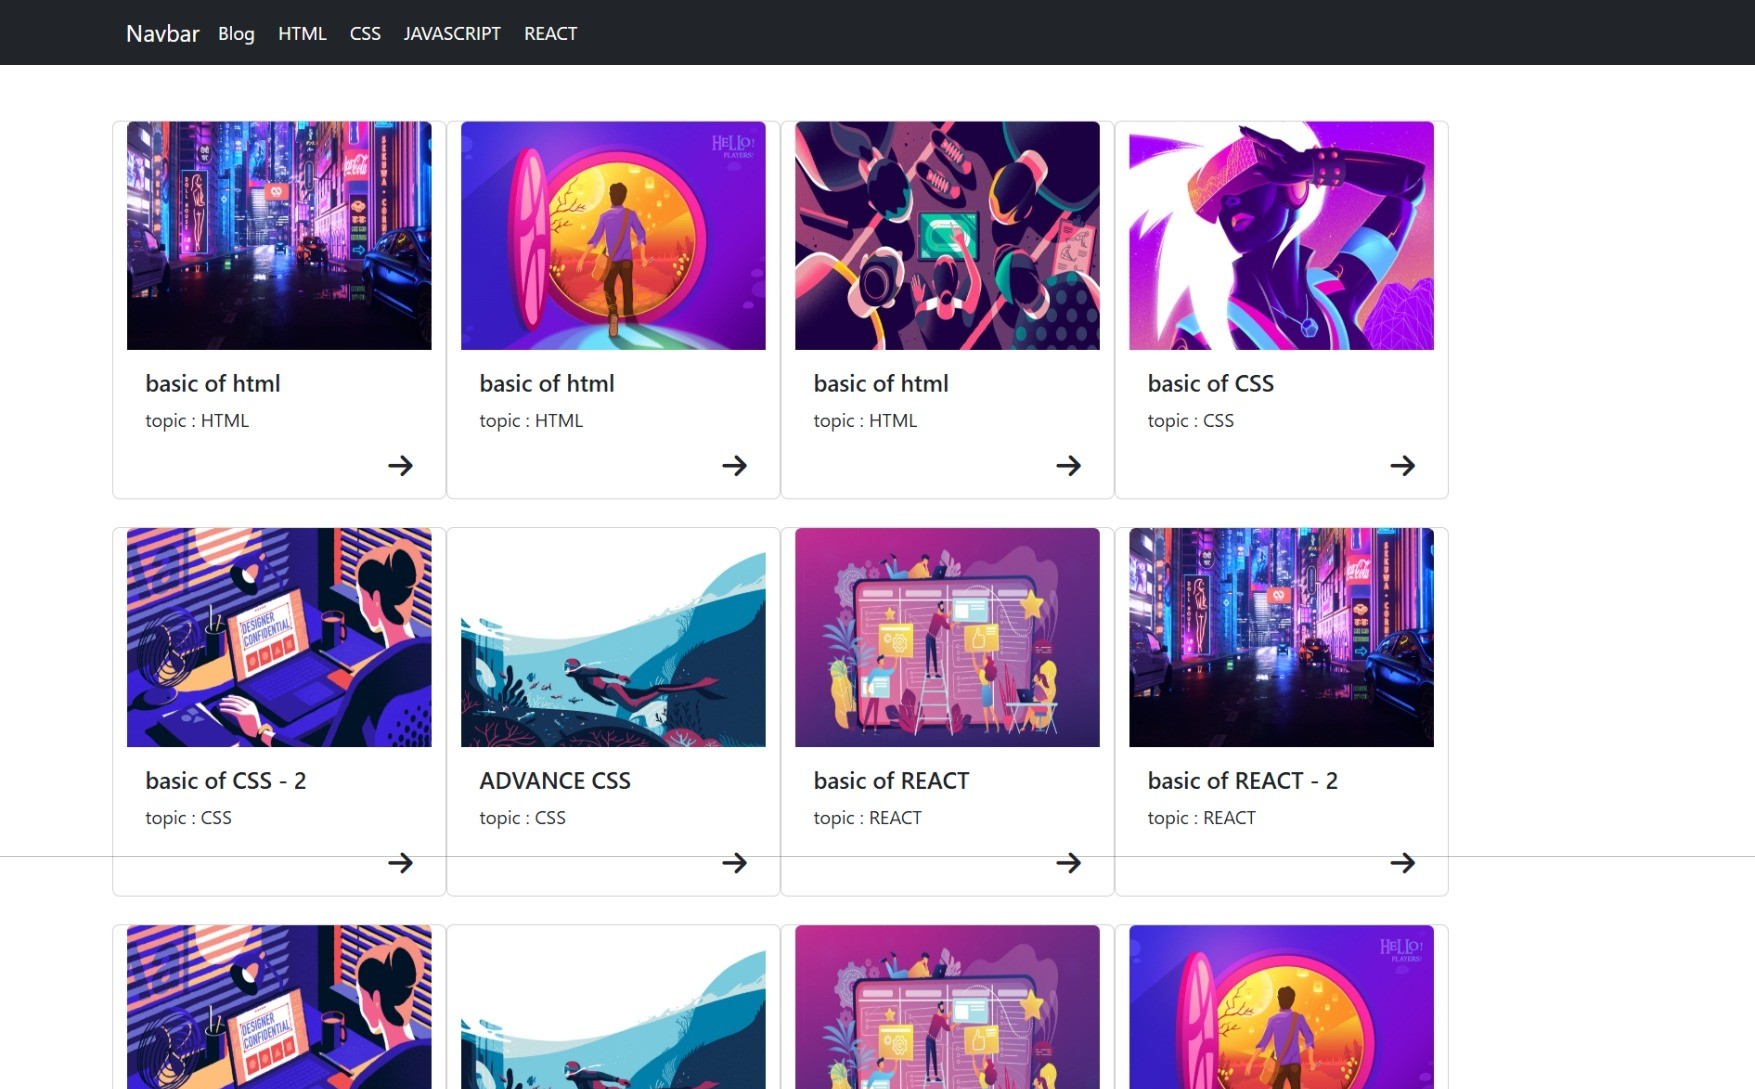 Navbar Blog HTML CSS JAVASCRIPT REACT
HELLO!
PLAYERS!
basic of html
topic : HTML
basic of html
topic : HTML
basic of html
topic : HTML
basic of CSS
topic : CSS
DESIGNER
CONFIDENTIAL
basic of CSS - 2
topic : CSS
ADVANCE CSS
topic : CSS
basic of REACT
topic : REACT
basic of REACT - 2
topic : REACT
DESIGNER
CONFIDENTIAL
HELLO!
PLAYERS!